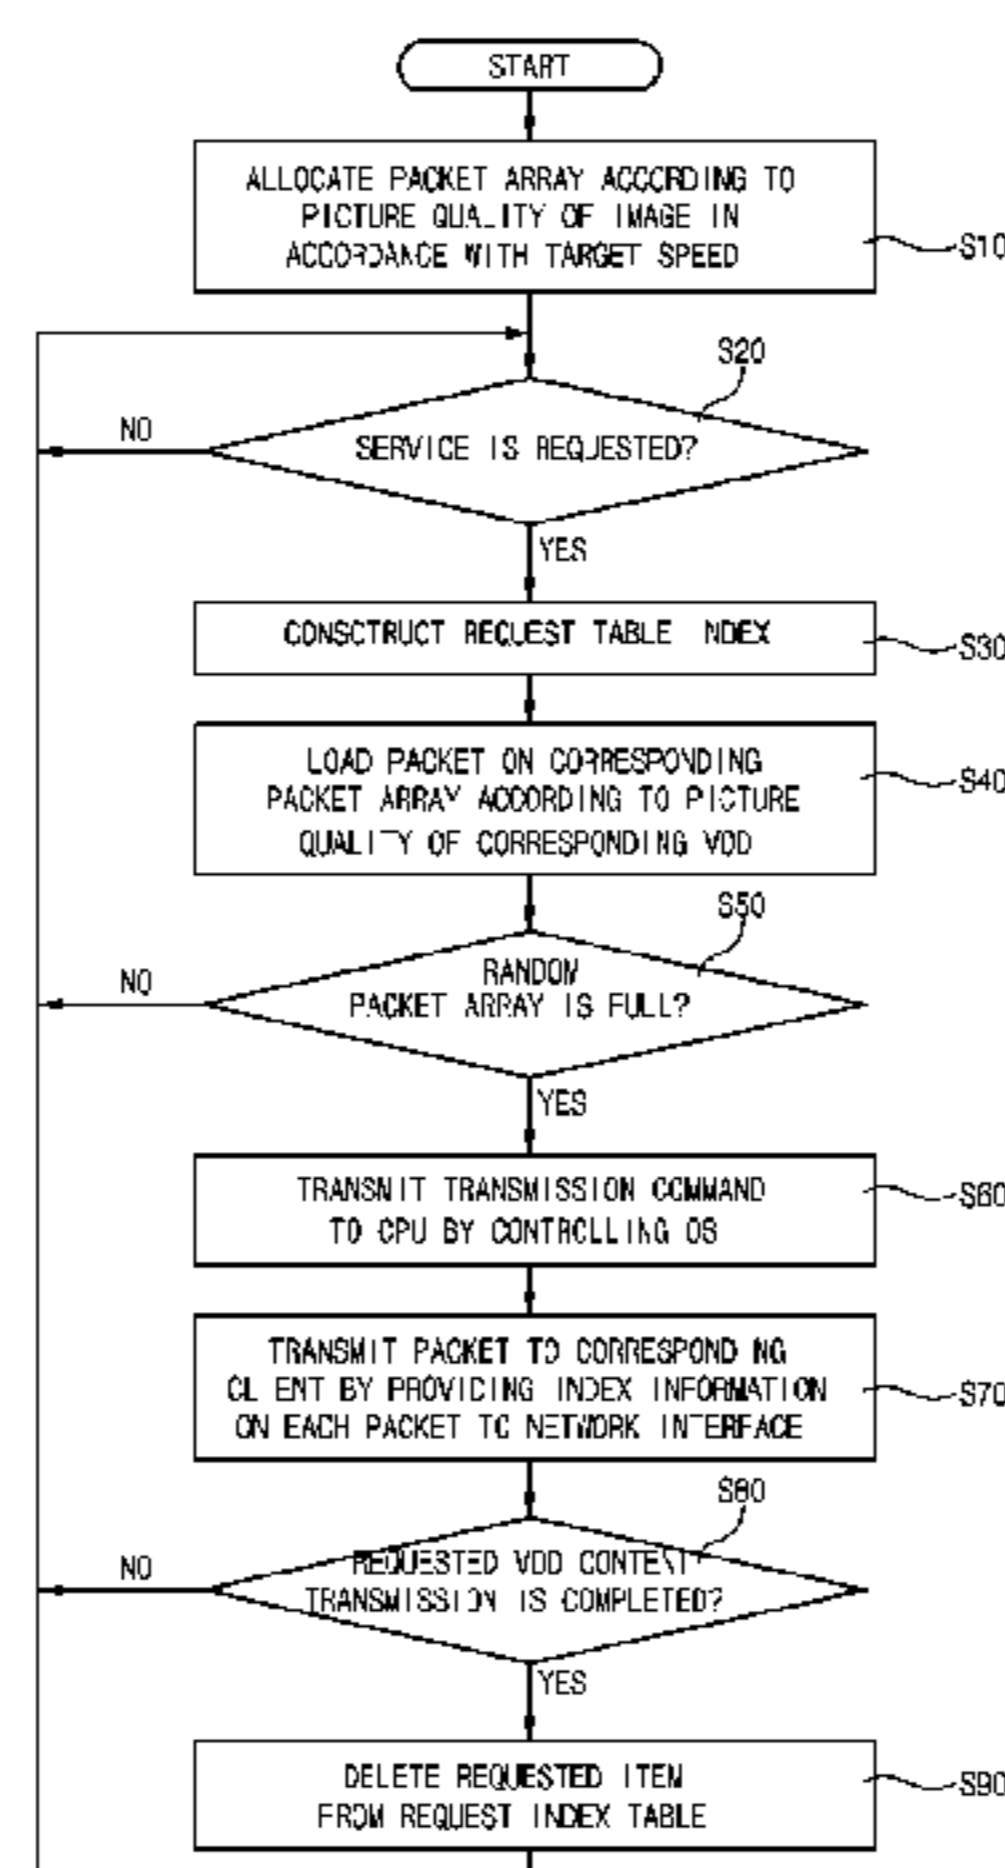 START
ALLOCATE PACKET ARRAY ACCORDING TO
PICTURE QUALITY OF IMAGE IN
ACCORDANCE WITH TARGET SPEED
S10
S20
NO
SERVICE IS REQUESTED?
YES
CONSCTRUCT REQUEST TABLE INDEX
S30
LOAD PACKET ON CORRESPONDING
PACKET ARRAY ACCORDING TO PICTURE
QUALITY OF CORRESPONDING VOD
S40
S50
NO
RANDOM
PACKET ARRAY IS FULL?
YES
TRANSMIT TRANSMISSION COMMAND
TO CPU BY CONTROLLING OS
S60
TRANSMIT PACKET TO CORRESPONDING
CLIENT BY PROVIDING INDEX INFORMATION
ON EACH PACKET TO NETWORK INTERFACE
S70
S80
NO
REQUESTED VOD CONTENT
TRANSMISSION IS COMPLETED?
YES
DELETE REQUESTED ITEM
FROM REQUEST INDEX TABLE
S90